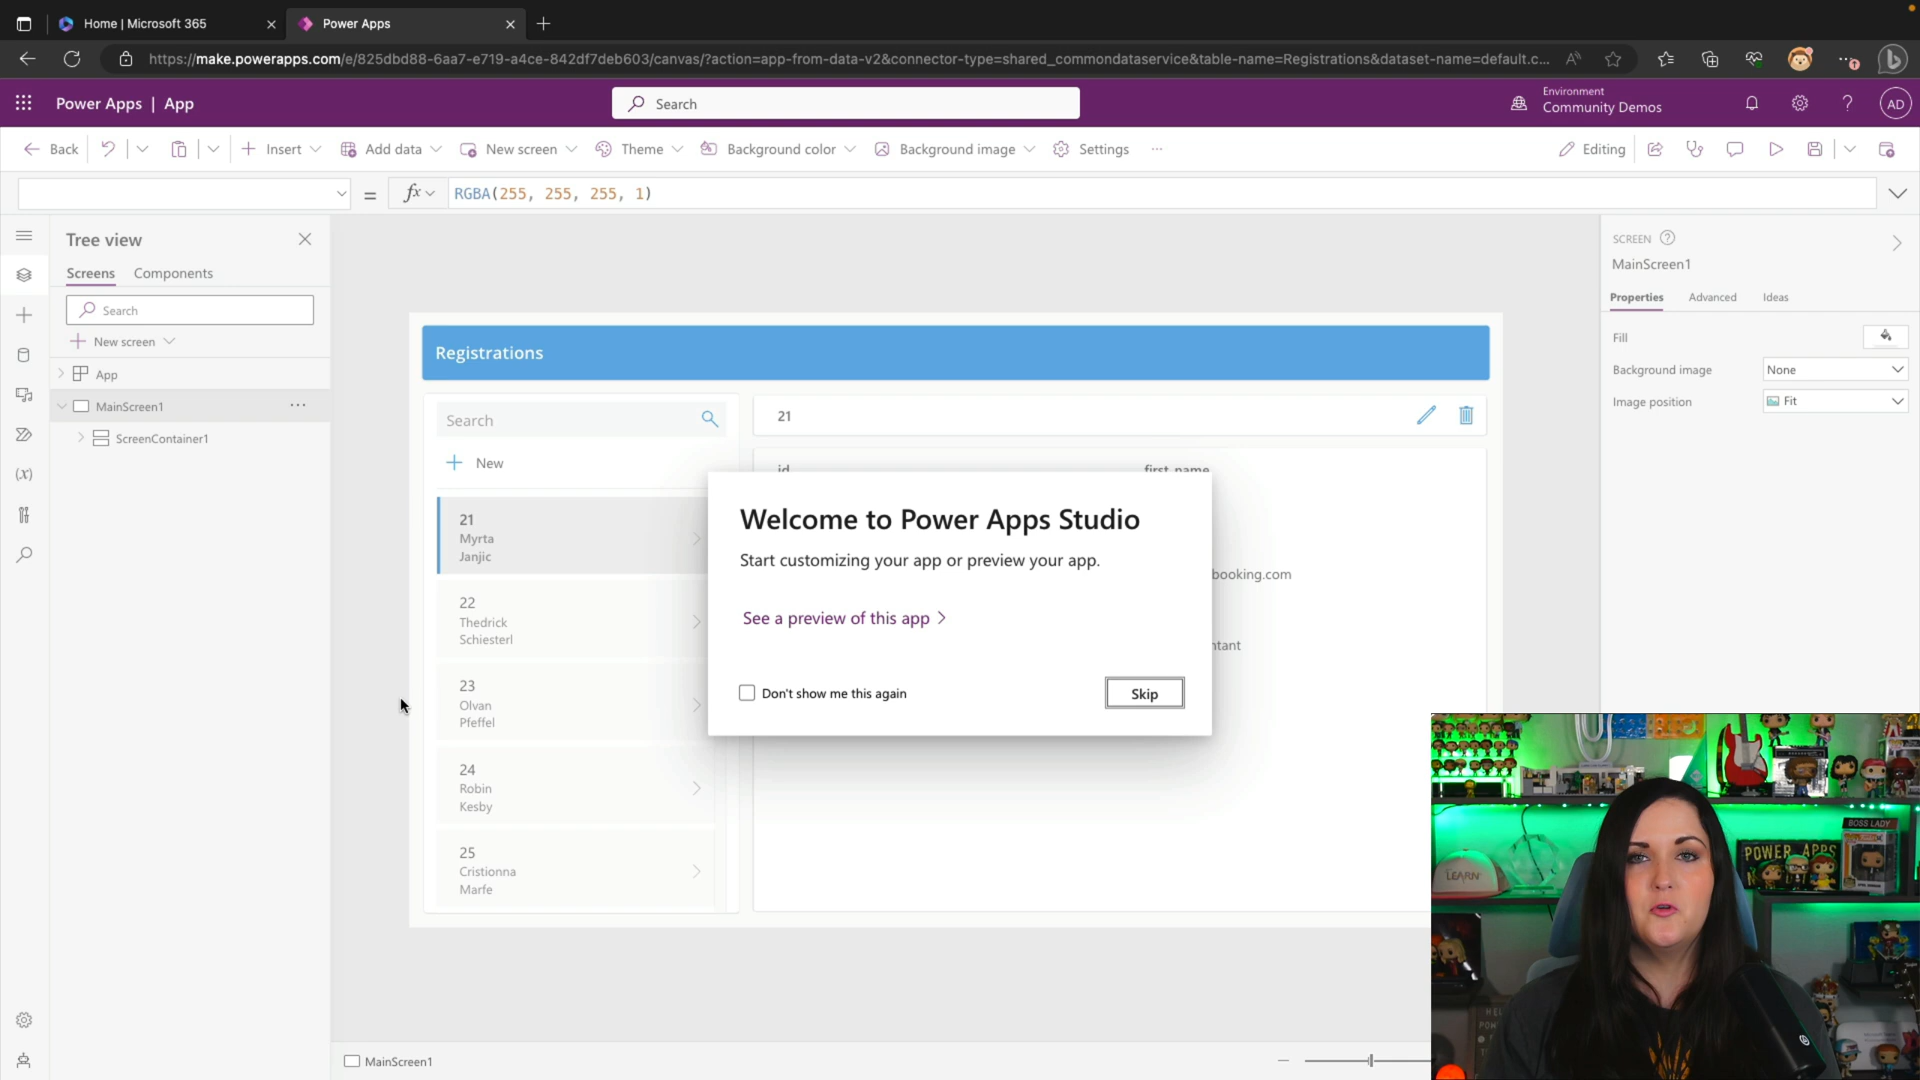 Home | Microsoft 365
Power Apps
https://make.powerapps.com/e/825dbd88-6aa7-e719-a4ce-842df7deb603/canvas/?action=app-from-data-v2&connector-type=shared_commondataservice&table-name=Registrations&dataset-name=default.c...
Power Apps | App
Search
Environment
Community Demos
AD
Back
Insert
Add data
New screen
Theme
Background color
Background image
Settings
Editing
= fx RGBA(255, 255, 255, 1)
Tree view
Screens
Components
Search
New screen
App
MainScreen1
ScreenContainer1
Registrations
Search
New
21
Myrta
Janjic
22
Thedrick
Schiesterl
23
Olvan
Pfeffel
24
Robin
Kesby
25
Cristionna
Marfe
21
id
first_name
booking.com
ntant
Welcome to Power Apps Studio
Start customizing your app or preview your app.
See a preview of this app
Don't show me this again
Skip
SCREEN
MainScreen1
Properties
Advanced
Ideas
Fill
Background image
None
Image position
Fit
MainScreen1
BOSS LADY
POWER APPS
LEARN